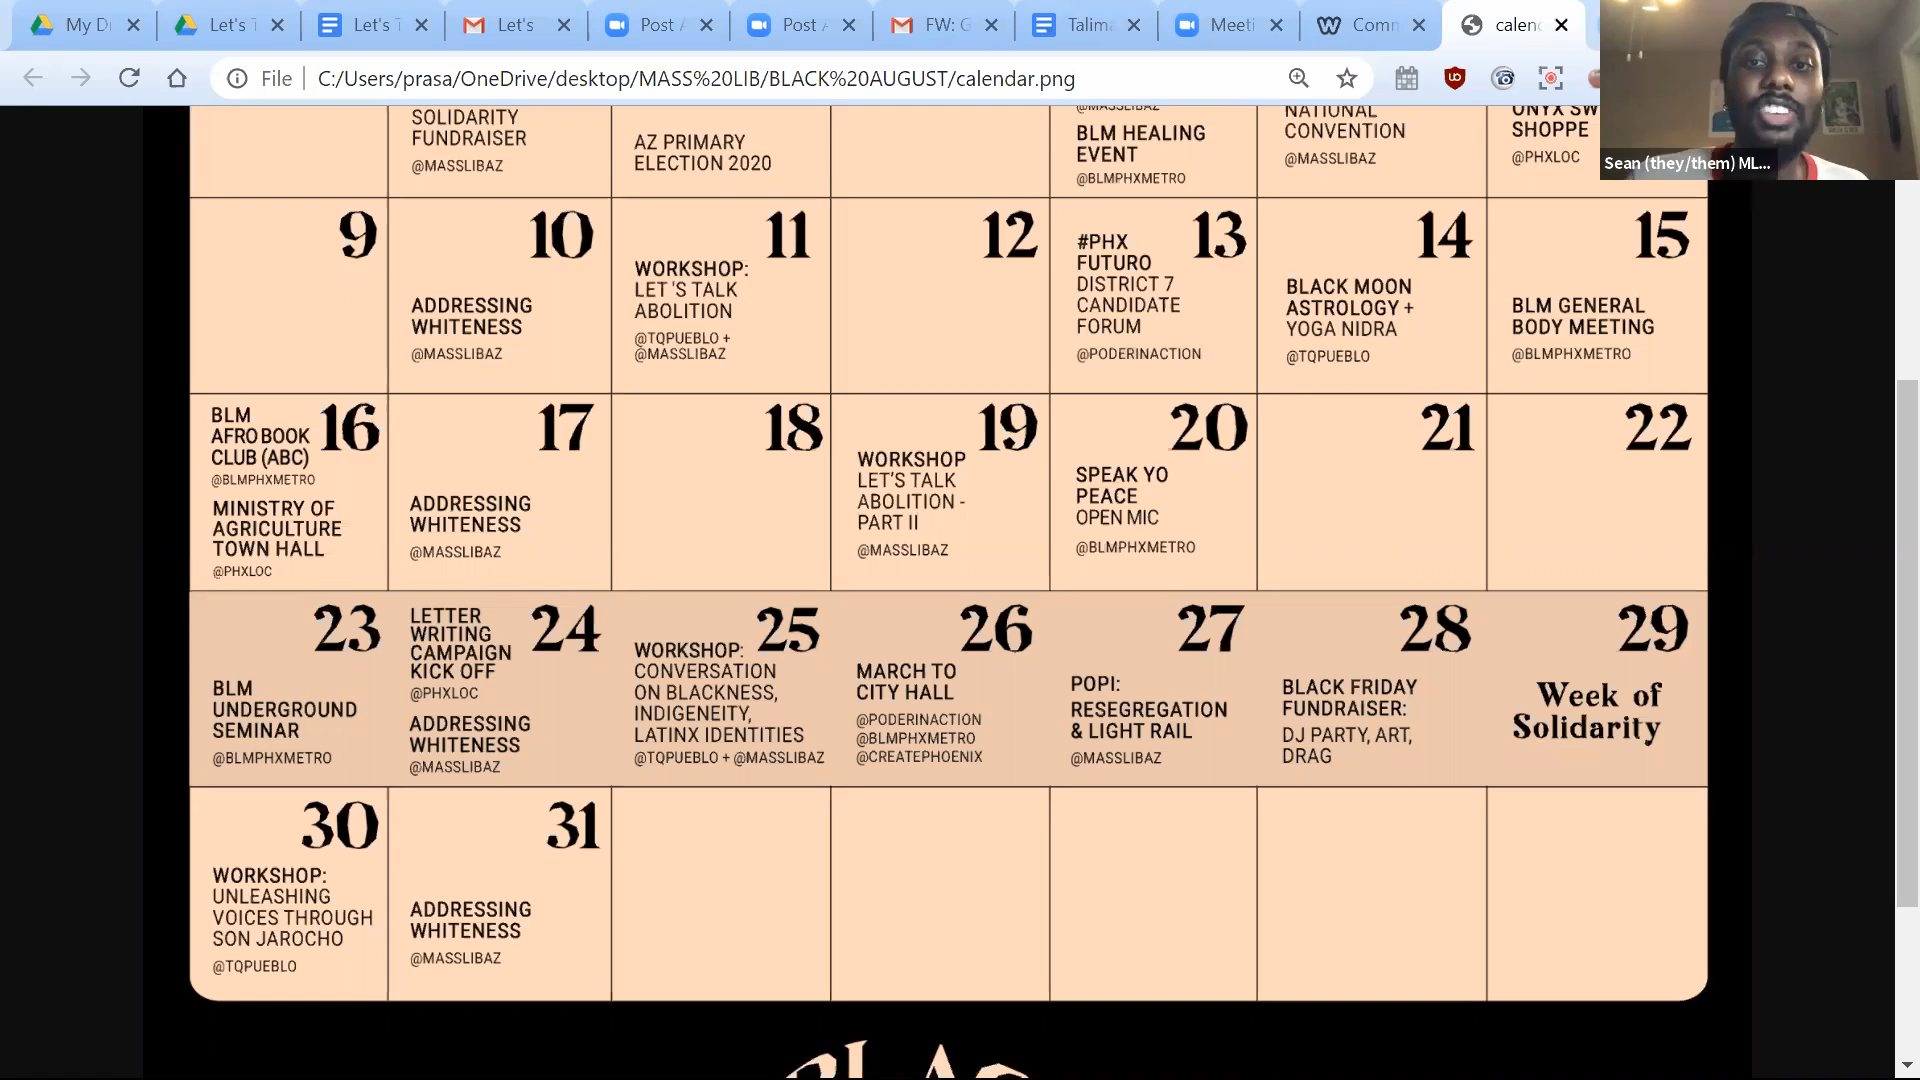 My Dr
Let's T
Let's T
Let's
Post A
Post A
FW: G
Talima
Meeti
Comm
calen
File
C:/Users/prasa/OneDrive/desktop/MASS%20LIB/BLACK%20AUGUST/calendar.png
Sean (they/them) ML...
SOLIDARITY
FUNDRAISER
@MASSLIBAZ
AZ PRIMARY
ELECTION 2020
@MASSLIBAZ
BLM HEALING
EVENT
@BLMPHXMETRO
NATIONAL
CONVENTION
@MASSLIBAZ
ONYX SW
SHOPPE
@PHXLOC
9
10
ADDRESSING
WHITENESS
@MASSLIBAZ
11
WORKSHOP:
LET 'S TALK
ABOLITION
@TQPUEBLO +
@MASSLIBAZ
12
13
#PHX
FUTURO
DISTRICT 7
CANDIDATE
FORUM
@PODERINACTION
14
BLACK MOON
ASTROLOGY +
YOGA NIDRA
@TQPUEBLO
15
BLM GENERAL
BODY MEETING
@BLMPHXMETRO
16
BLM
AFRO BOOK
CLUB (ABC)
@BLMPHXMETRO
MINISTRY OF
AGRICULTURE
TOWN HALL
@PHXLOC
17
ADDRESSING
WHITENESS
@MASSLIBAZ
18
19
WORKSHOP
LET'S TALK
ABOLITION -
PART II
@MASSLIBAZ
20
SPEAK YO
PEACE
OPEN MIC
@BLMPHXMETRO
21
22
23
BLM
UNDERGROUND
SEMINAR
@BLMPHXMETRO
24
LETTER
WRITING
CAMPAIGN
KICK OFF
@PHXLOC
ADDRESSING
WHITENESS
@MASSLIBAZ
25
WORKSHOP:
CONVERSATION
ON BLACKNESS,
INDIGENEITY,
LATINX IDENTITIES
@TQPUEBLO + @MASSLIBAZ
26
MARCH TO
CITY HALL
@PODERINACTION
@BLMPHXMETRO
@CREATEPHOENIX
27
POPI:
RESEGREGATION
& LIGHT RAIL
@MASSLIBAZ
28
BLACK FRIDAY
FUNDRAISER:
DJ PARTY, ART,
DRAG
29
Week of
Solidarity
30
WORKSHOP:
UNLEASHING
VOICES THROUGH
SON JAROCHO
@TQPUEBLO
31
ADDRESSING
WHITENESS
@MASSLIBAZ